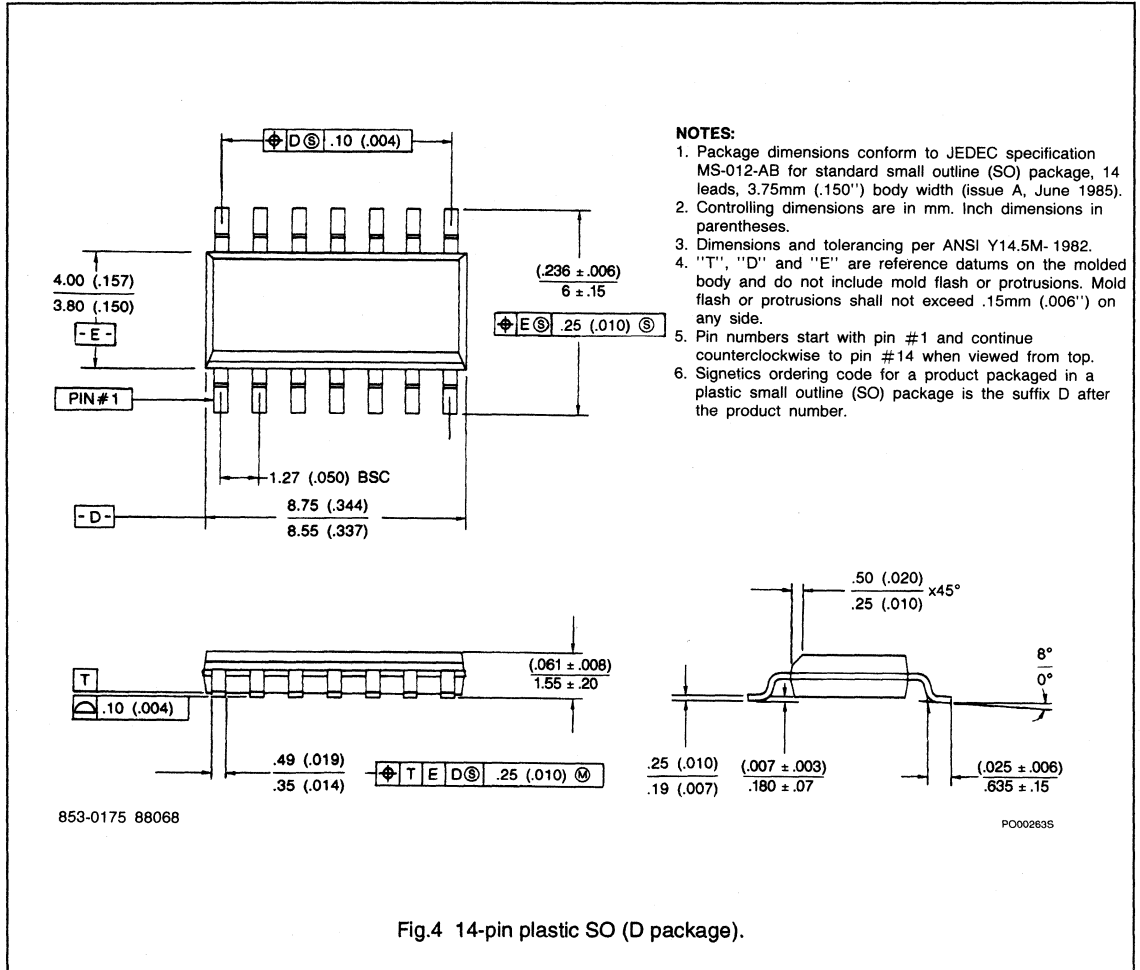 ⌖ D Ⓢ .10 (.004)
4.00 (.157)
3.80 (.150)
- E -
PIN #1
(.236 ± .006)
6 ± .15
⌖ E Ⓢ .25 (.010) Ⓢ
1.27 (.050) BSC
- D -
8.75 (.344)
8.55 (.337)
NOTES:
1. Package dimensions conform to JEDEC specification
MS-012-AB for standard small outline (SO) package, 14
leads, 3.75mm (.150'') body width (issue A, June 1985).
2. Controlling dimensions are in mm. Inch dimensions in
parentheses.
3. Dimensions and tolerancing per ANSI Y14.5M- 1982.
4. ''T'', ''D'' and ''E'' are reference datums on the molded
body and do not include mold flash or protrusions. Mold
flash or protrusions shall not exceed .15mm (.006'') on
any side.
5. Pin numbers start with pin #1 and continue
counterclockwise to pin #14 when viewed from top.
6. Signetics ordering code for a product packaged in a
plastic small outline (SO) package is the suffix D after
the product number.
T
⌓ .10 (.004)
(.061 ± .008)
1.55 ± .20
.49 (.019)
.35 (.014)
⌖ T E D Ⓢ .25 (.010) Ⓜ
.50 (.020)
.25 (.010)
x45°
8°
0°
.25 (.010)
.19 (.007)
(.007 ± .003)
.180 ± .07
(.025 ± .006)
.635 ± .15
853-0175 88068
PO00263S
Fig.4 14-pin plastic SO (D package).